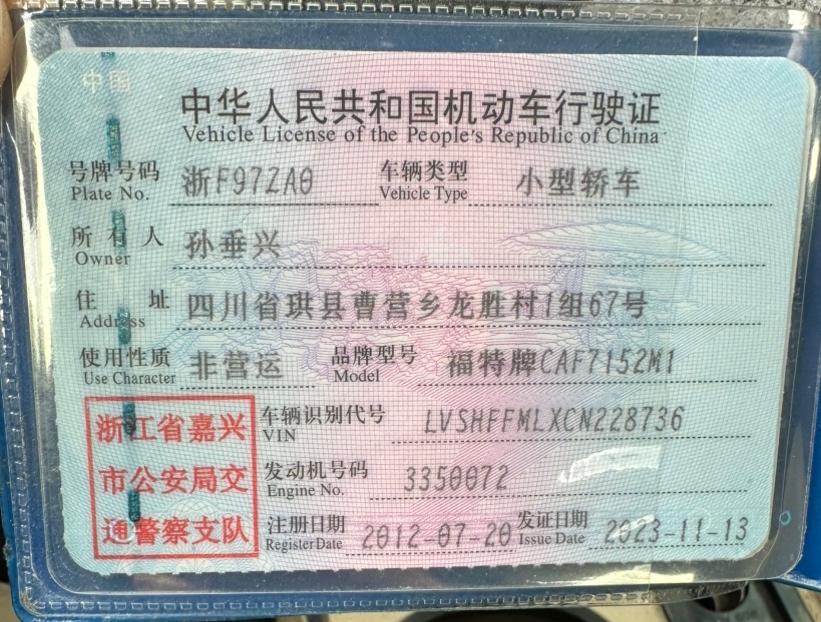 中国
中华人民共和国机动车行驶证
Vehicle License of the People's Republic of China
号牌号码 浙F97ZA0 车辆类型 小型轿车
Plate No. Vehicle Type
所有人 孙垂兴
Owner
住址 四川省珙县曹营乡龙胜村1组67号
Address
使用性质 非营运 品牌型号 福特牌CAF7152M1
Use Character Model
浙江省嘉兴
市公安局交
通警察支队
车辆识别代号 LVSHFFMLXCN228736
VIN
发动机号码 3350072
Engine No.
注册日期 2012-07-20 发证日期 2023-11-13
Register Date Issue Date